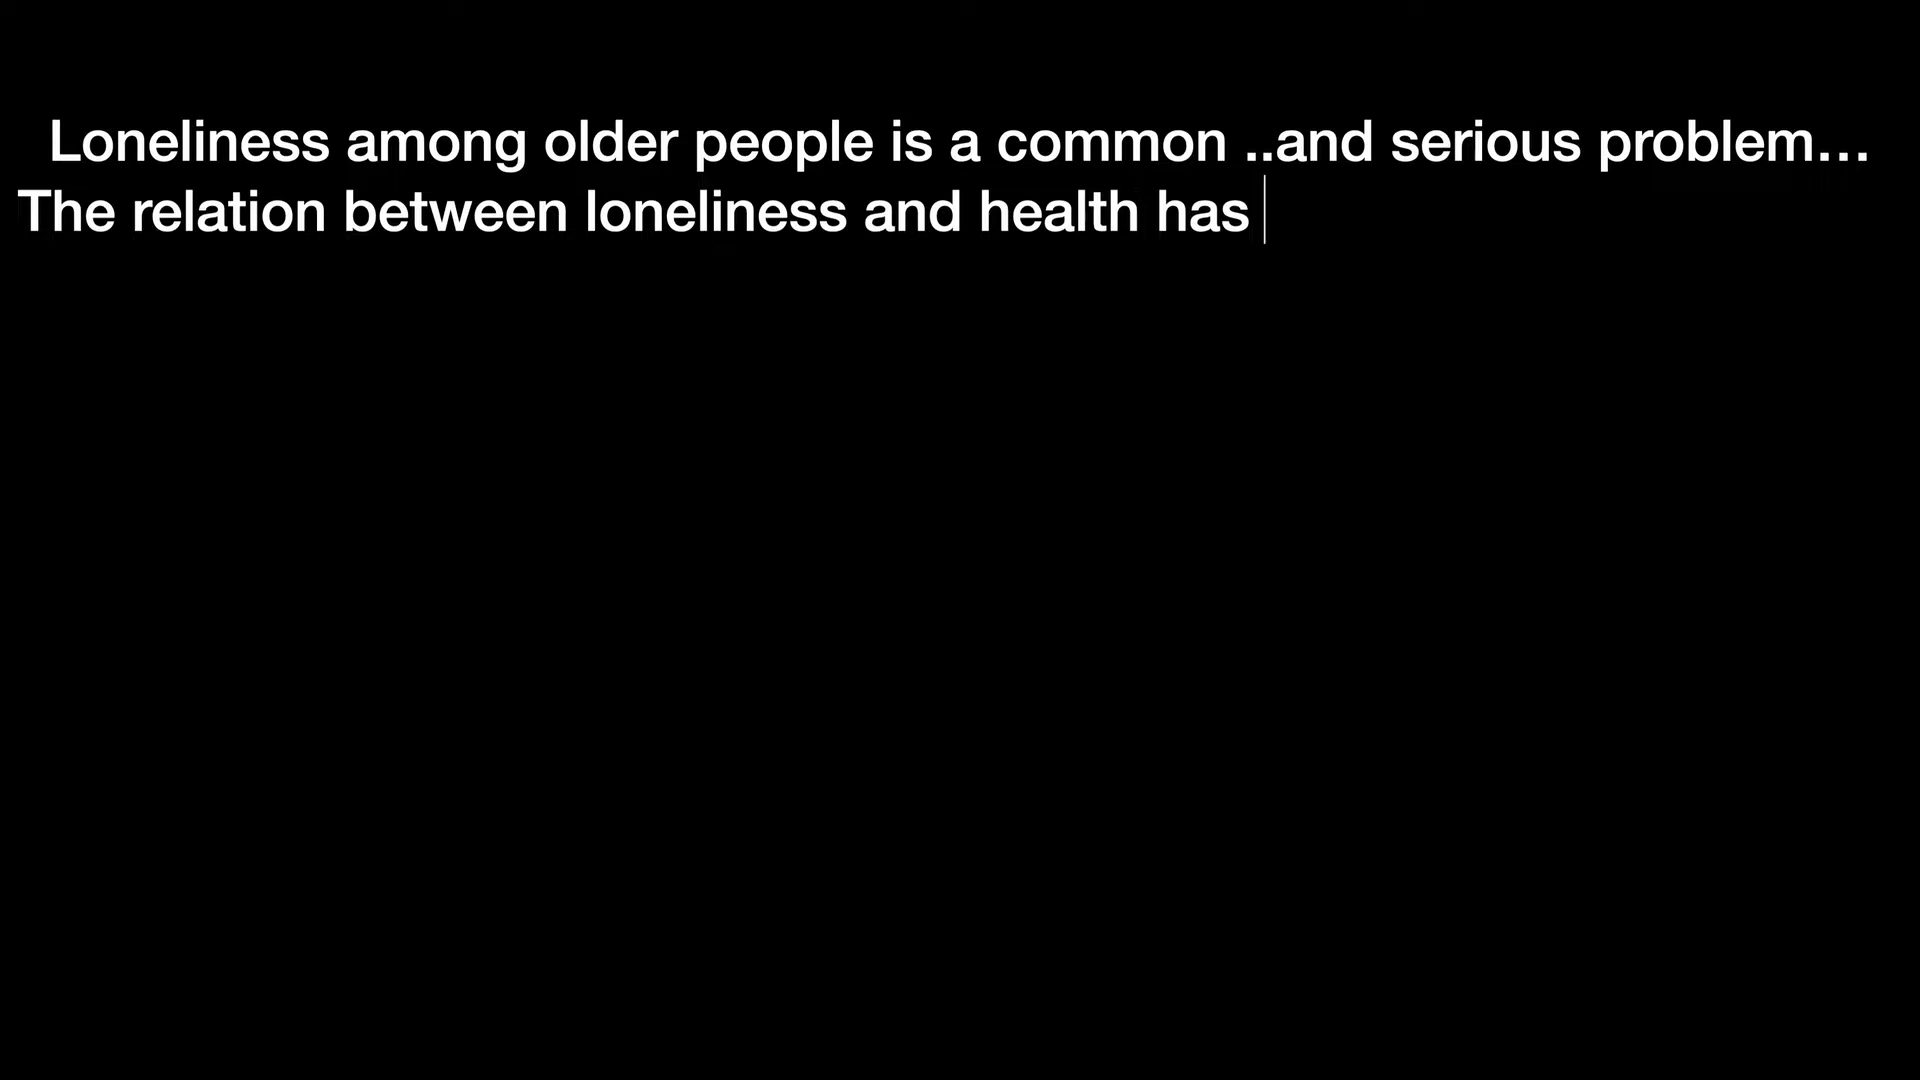 Loneliness among older people is a common ..and serious problem…
The relation between loneliness and health has